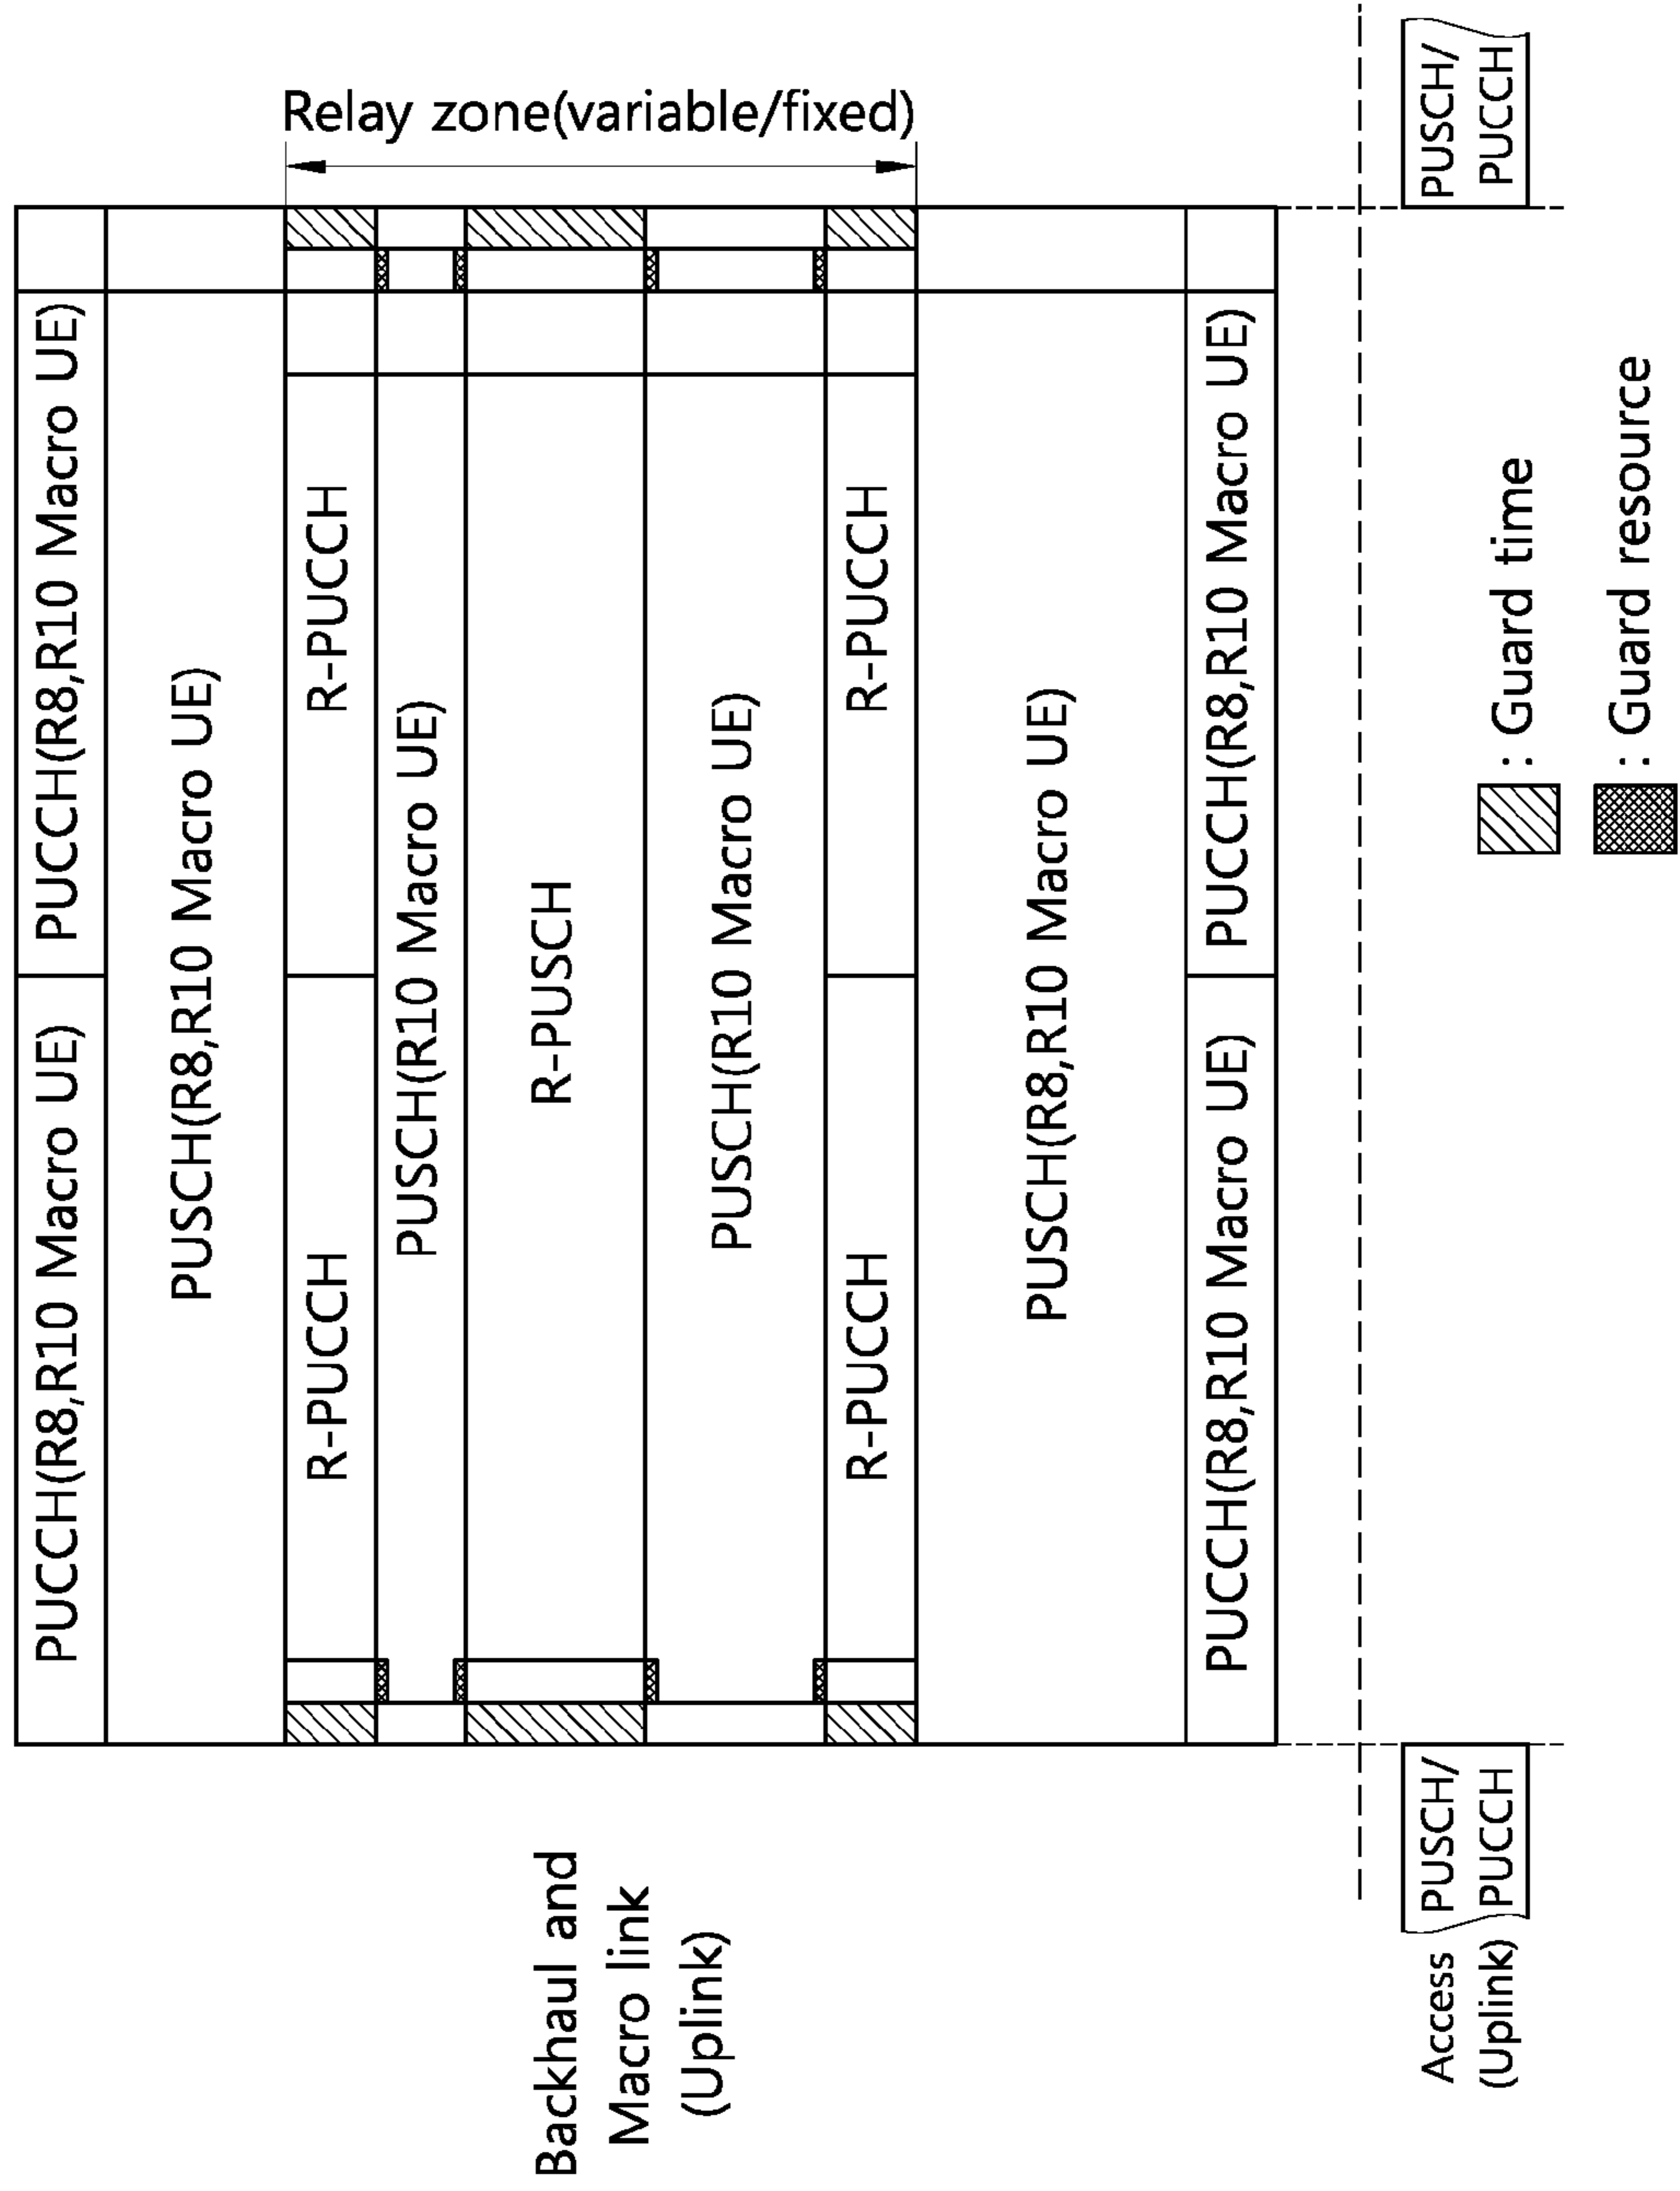 Relay zone(variable/fixed)
PUCCH(R8,R10 Macro UE)
PUCCH(R8,R10 Macro UE)
PUSCH(R8,R10 Macro UE)
R-PUCCH
R-PUCCH
PUSCH(R10 Macro UE)
R-PUSCH
PUSCH(R10 Macro UE)
R-PUCCH
R-PUCCH
PUSCH(R8,R10 Macro UE)
PUCCH(R8,R10 Macro UE)
PUCCH(R8,R10 Macro UE)
Backhaul and
Macro link
(Uplink)
Access
(Uplink)
PUSCH/
PUCCH
PUSCH/
PUCCH
: Guard time
: Guard resource